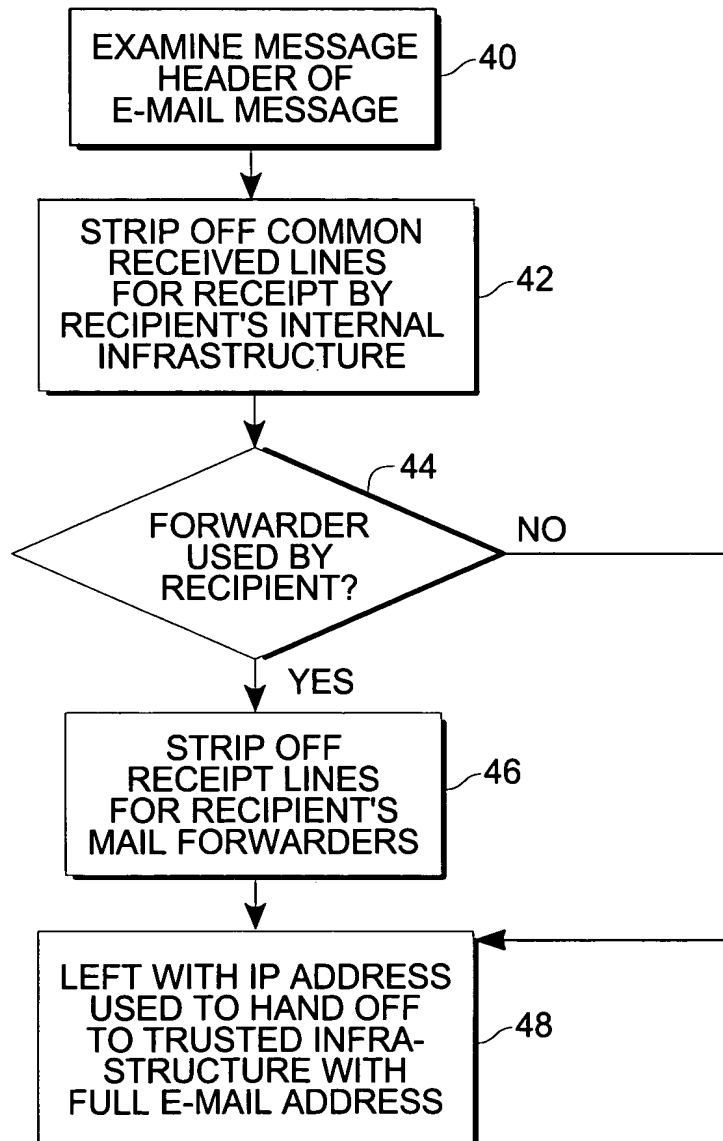 EXAMINE MESSAGE
HEADER OF
E-MAIL MESSAGE
40
STRIP OFF COMMON
RECEIVED LINES
FOR RECEIPT BY
RECIPIENT'S INTERNAL
INFRASTRUCTURE
42
44
FORWARDER
USED BY
RECIPIENT?
NO
YES
STRIP OFF
RECEIPT LINES
FOR RECIPIENT'S
MAIL FORWARDERS
46
LEFT WITH IP ADDRESS
USED TO HAND OFF
TO TRUSTED INFRA-
STRUCTURE WITH
FULL E-MAIL ADDRESS
48